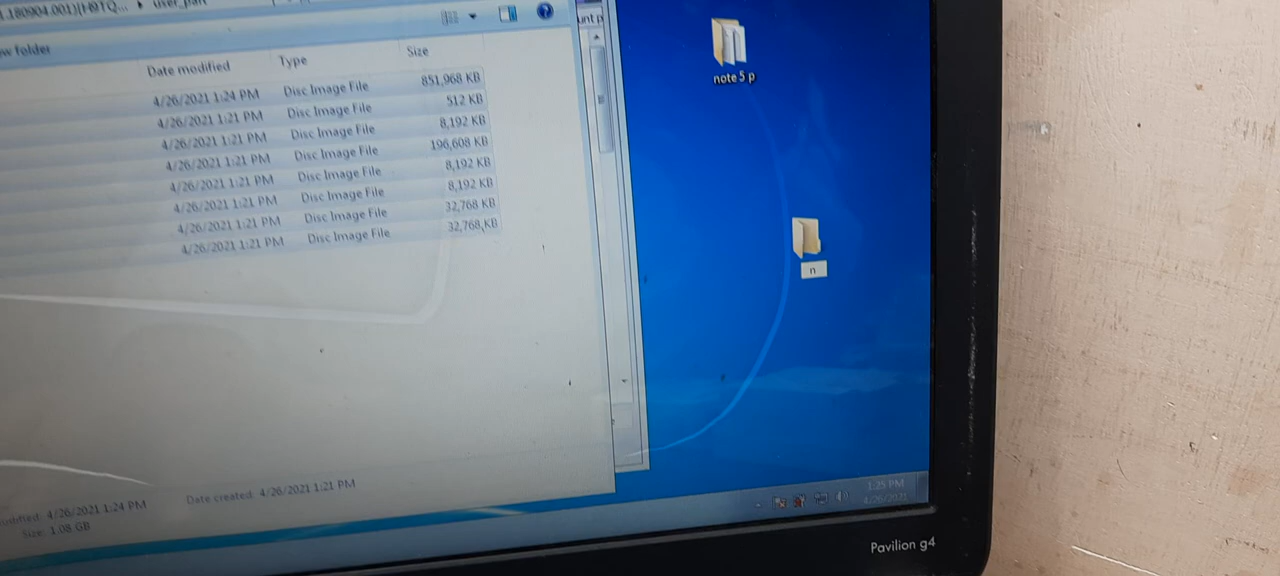 .180904.001)(H9TQ... ▸ user_part
w folder
Date modified Type Size
4/26/2021 1:24 PM Disc Image File 851,968 KB
4/26/2021 1:21 PM Disc Image File 512 KB
4/26/2021 1:21 PM Disc Image File 8,192 KB
4/26/2021 1:21 PM Disc Image File 196,608 KB
4/26/2021 1:21 PM Disc Image File 8,192 KB
4/26/2021 1:21 PM Disc Image File 8,192 KB
4/26/2021 1:21 PM Disc Image File 32,768 KB
4/26/2021 1:21 PM Disc Image File 32,768 KB
unt p
note 5 p
n
modified: 4/26/2021 1:24 PM Date created: 4/26/2021 1:21 PM
Size: 1.08 GB
1:25 PM
4/26/2021
Pavilion g4